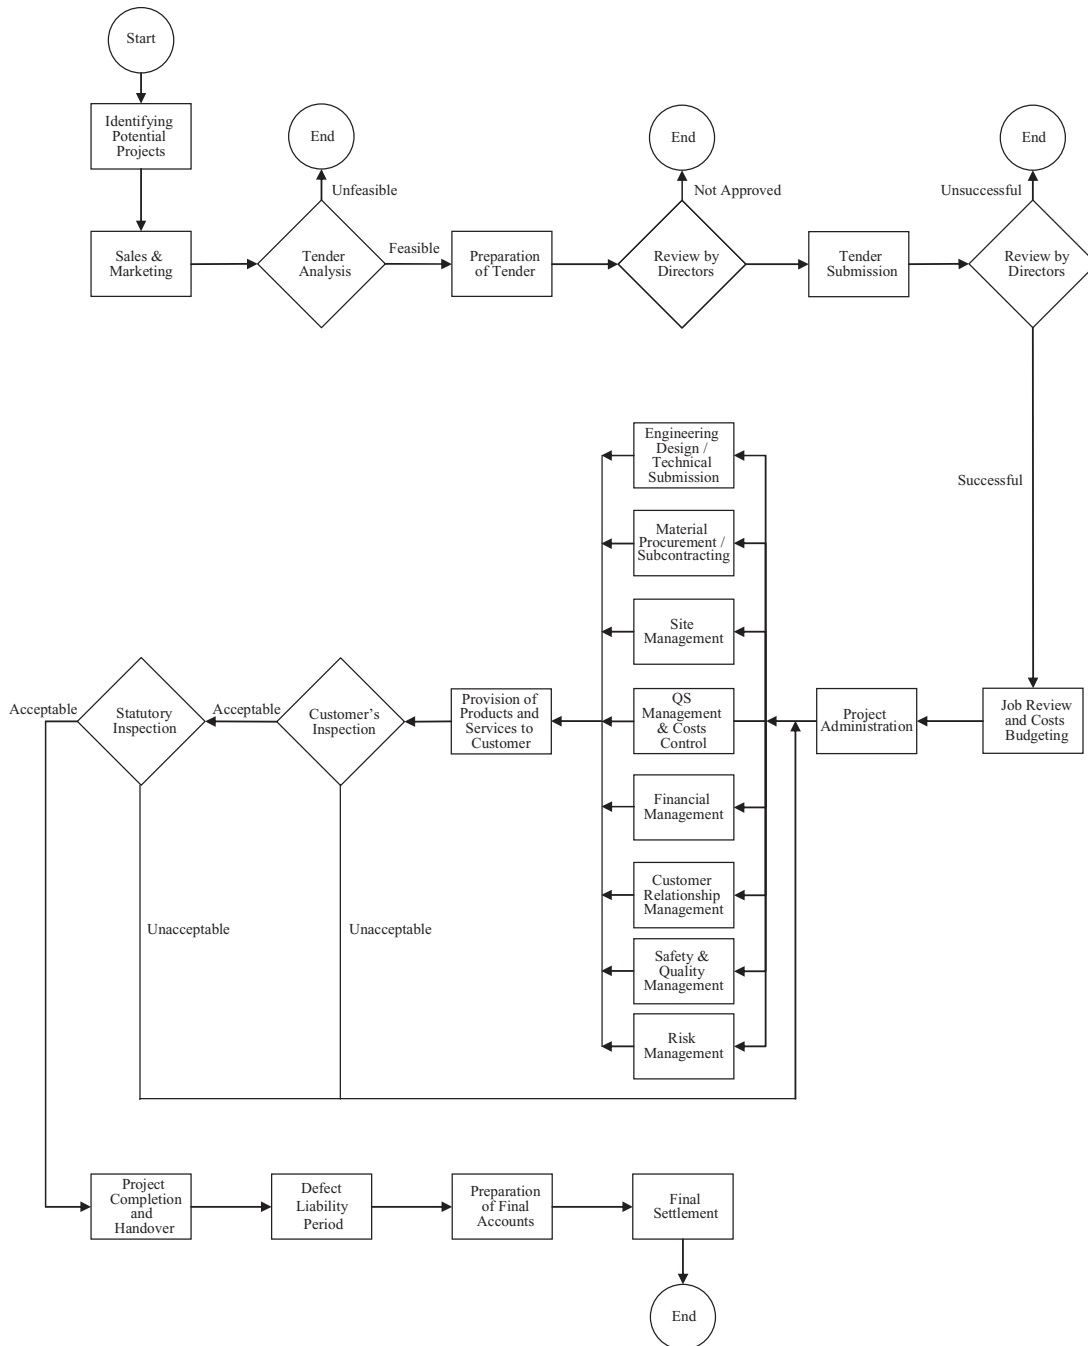 Start
Identifying
Potential
Projects
Sales &
Marketing
End
Unfeasible
Tender
Analysis
Feasible
Preparation
of Tender
End
Not Approved
Review by
Directors
Tender
Submission
End
Unsuccessful
Review by
Directors
Successful
Job Review
and Costs
Budgeting
Project
Administration
Engineering
Design /
Technical
Submission
Material
Procurement /
Subcontracting
Site
Management
QS
Management
& Costs
Control
Financial
Management
Customer
Relationship
Management
Safety &
Quality
Management
Risk
Management
Provision of
Products and
Services to
Customer
Customer's
Inspection
Acceptable
Unacceptable
Statutory
Inspection
Acceptable
Unacceptable
Project
Completion
and
Handover
Defect
Liability
Period
Preparation
of Final
Accounts
Final
Settlement
End